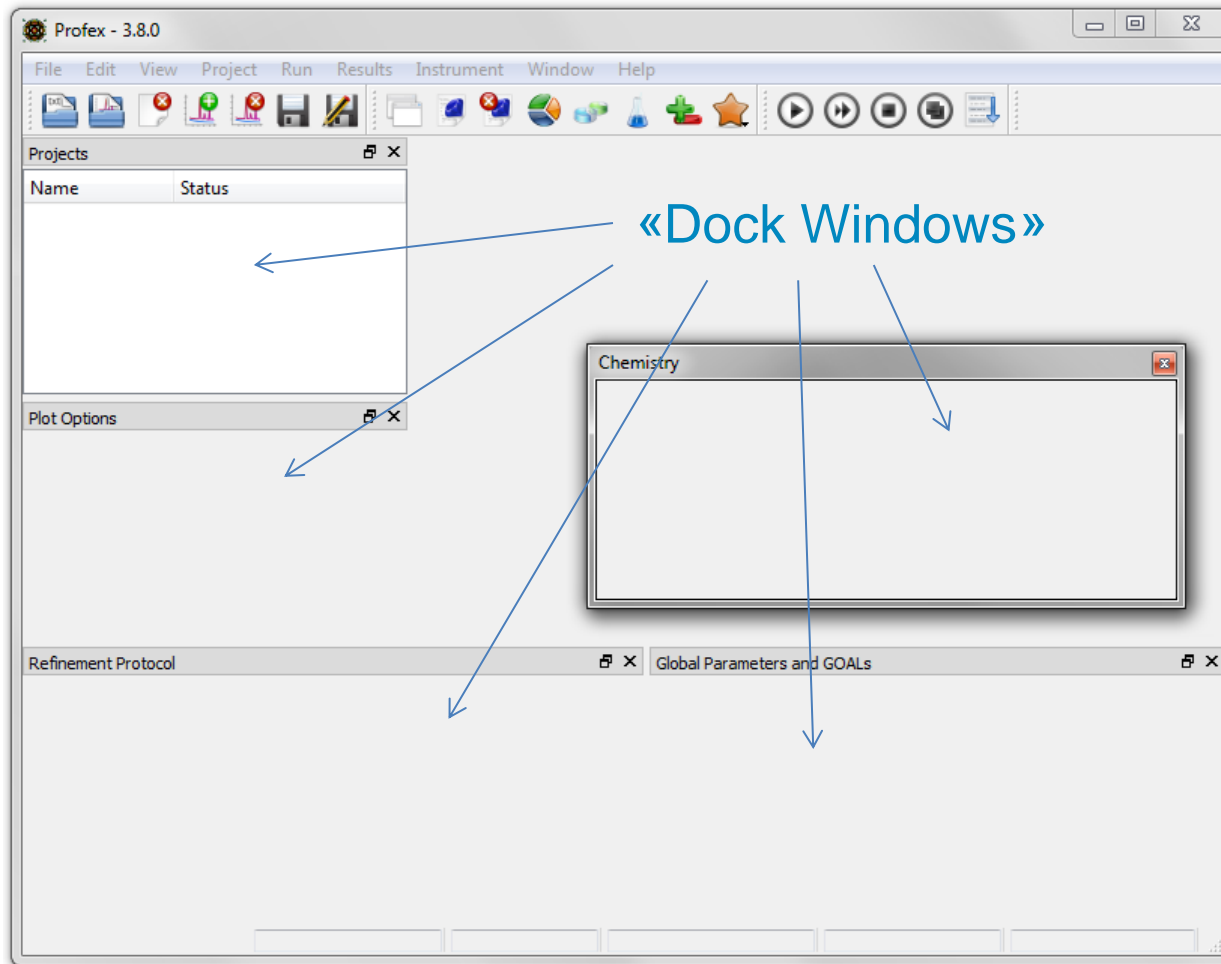 Profex - 3.8.0
File Edit View Project Run Results Instrument Window Help
Projects
Name Status
«Dock Windows»
Chemistry
Plot Options
Refinement Protocol
Global Parameters and GOALs